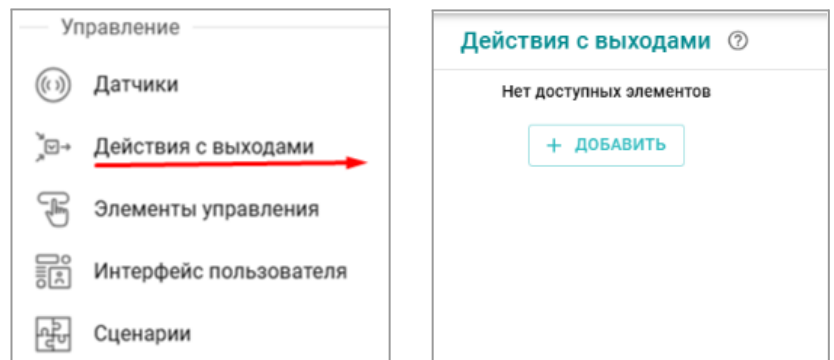 Управление
Датчики
Действия с выходами
Элементы управления
Интерфейс пользователя
Сценарии
Действия с выходами ?
Нет доступных элементов
+ ДОБАВИТЬ